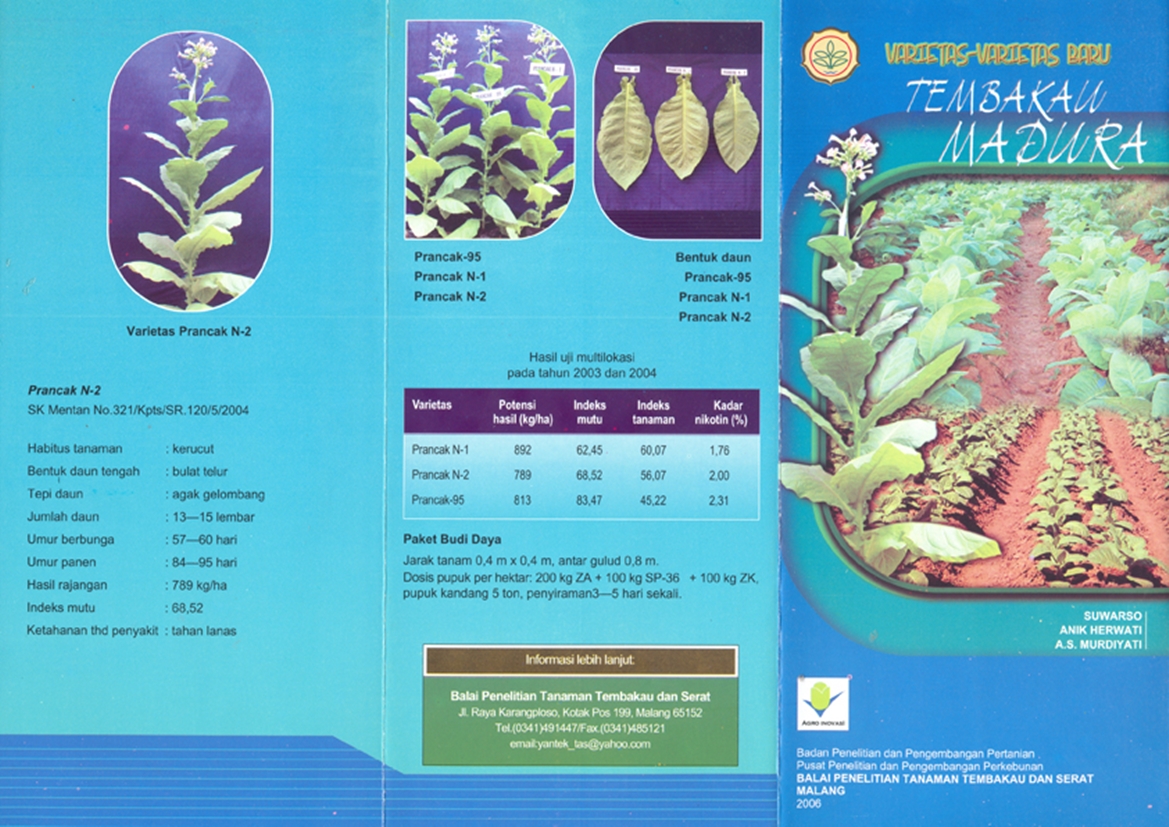 Varietas Prancak N-2
Prancak N-2
SK Mentan No.321/Kpts/SR.120/5/2004
Habitus tanaman : kerucut
Bentuk daun tengah : bulat telur
Tepi daun : agak gelombang
Jumlah daun : 13—15 lembar
Umur berbunga : 57—60 hari
Umur panen : 84—95 hari
Hasil rajangan : 789 kg/ha
Indeks mutu : 68,52
Ketahanan thd penyakit : tahan lanas
Prancak-95
Prancak N-1
Prancak N-2
Bentuk daun
Prancak-95
Prancak N-1
Prancak N-2
Hasil uji multilokasi
pada tahun 2003 dan 2004
Varietas Potensi hasil (kg/ha) Indeks mutu Indeks tanaman Kadar nikotin (%)
Prancak N-1 892 62,45 60,07 1,76
Prancak N-2 789 68,52 56,07 2,00
Prancak-95 813 83,47 45,22 2.31
Paket Budi Daya
Jarak tanam 0,4 m x 0,4 m, antar gulud 0,8 m.
Dosis pupuk per hektar: 200 kg ZA + 100 kg SP-36 + 100 kg ZK,
pupuk kandang 5 ton, penyiraman3—5 hari sekali.
Informasi lebih lanjut:
Balai Penelitian Tanaman Tembakau dan Serat
Jl. Raya Karangploso, Kotak Pos 199, Malang 65152
Tel.(0341)491447/Fax.(0341)485121
email:yantek_tas@yahoo.com
VARIETAS-VARIETAS BARU
TEMBAKAU
MADURA
SUWARSO
ANIK HERWATI
A.S. MURDIYATI
AGRO INOVASI
Badan Penelitian dan Pengembangan Pertanian
Pusat Penelitian dan Pengembangan Perkebunan
BALAI PENELITIAN TANAMAN TEMBAKAU DAN SERAT
MALANG
2006